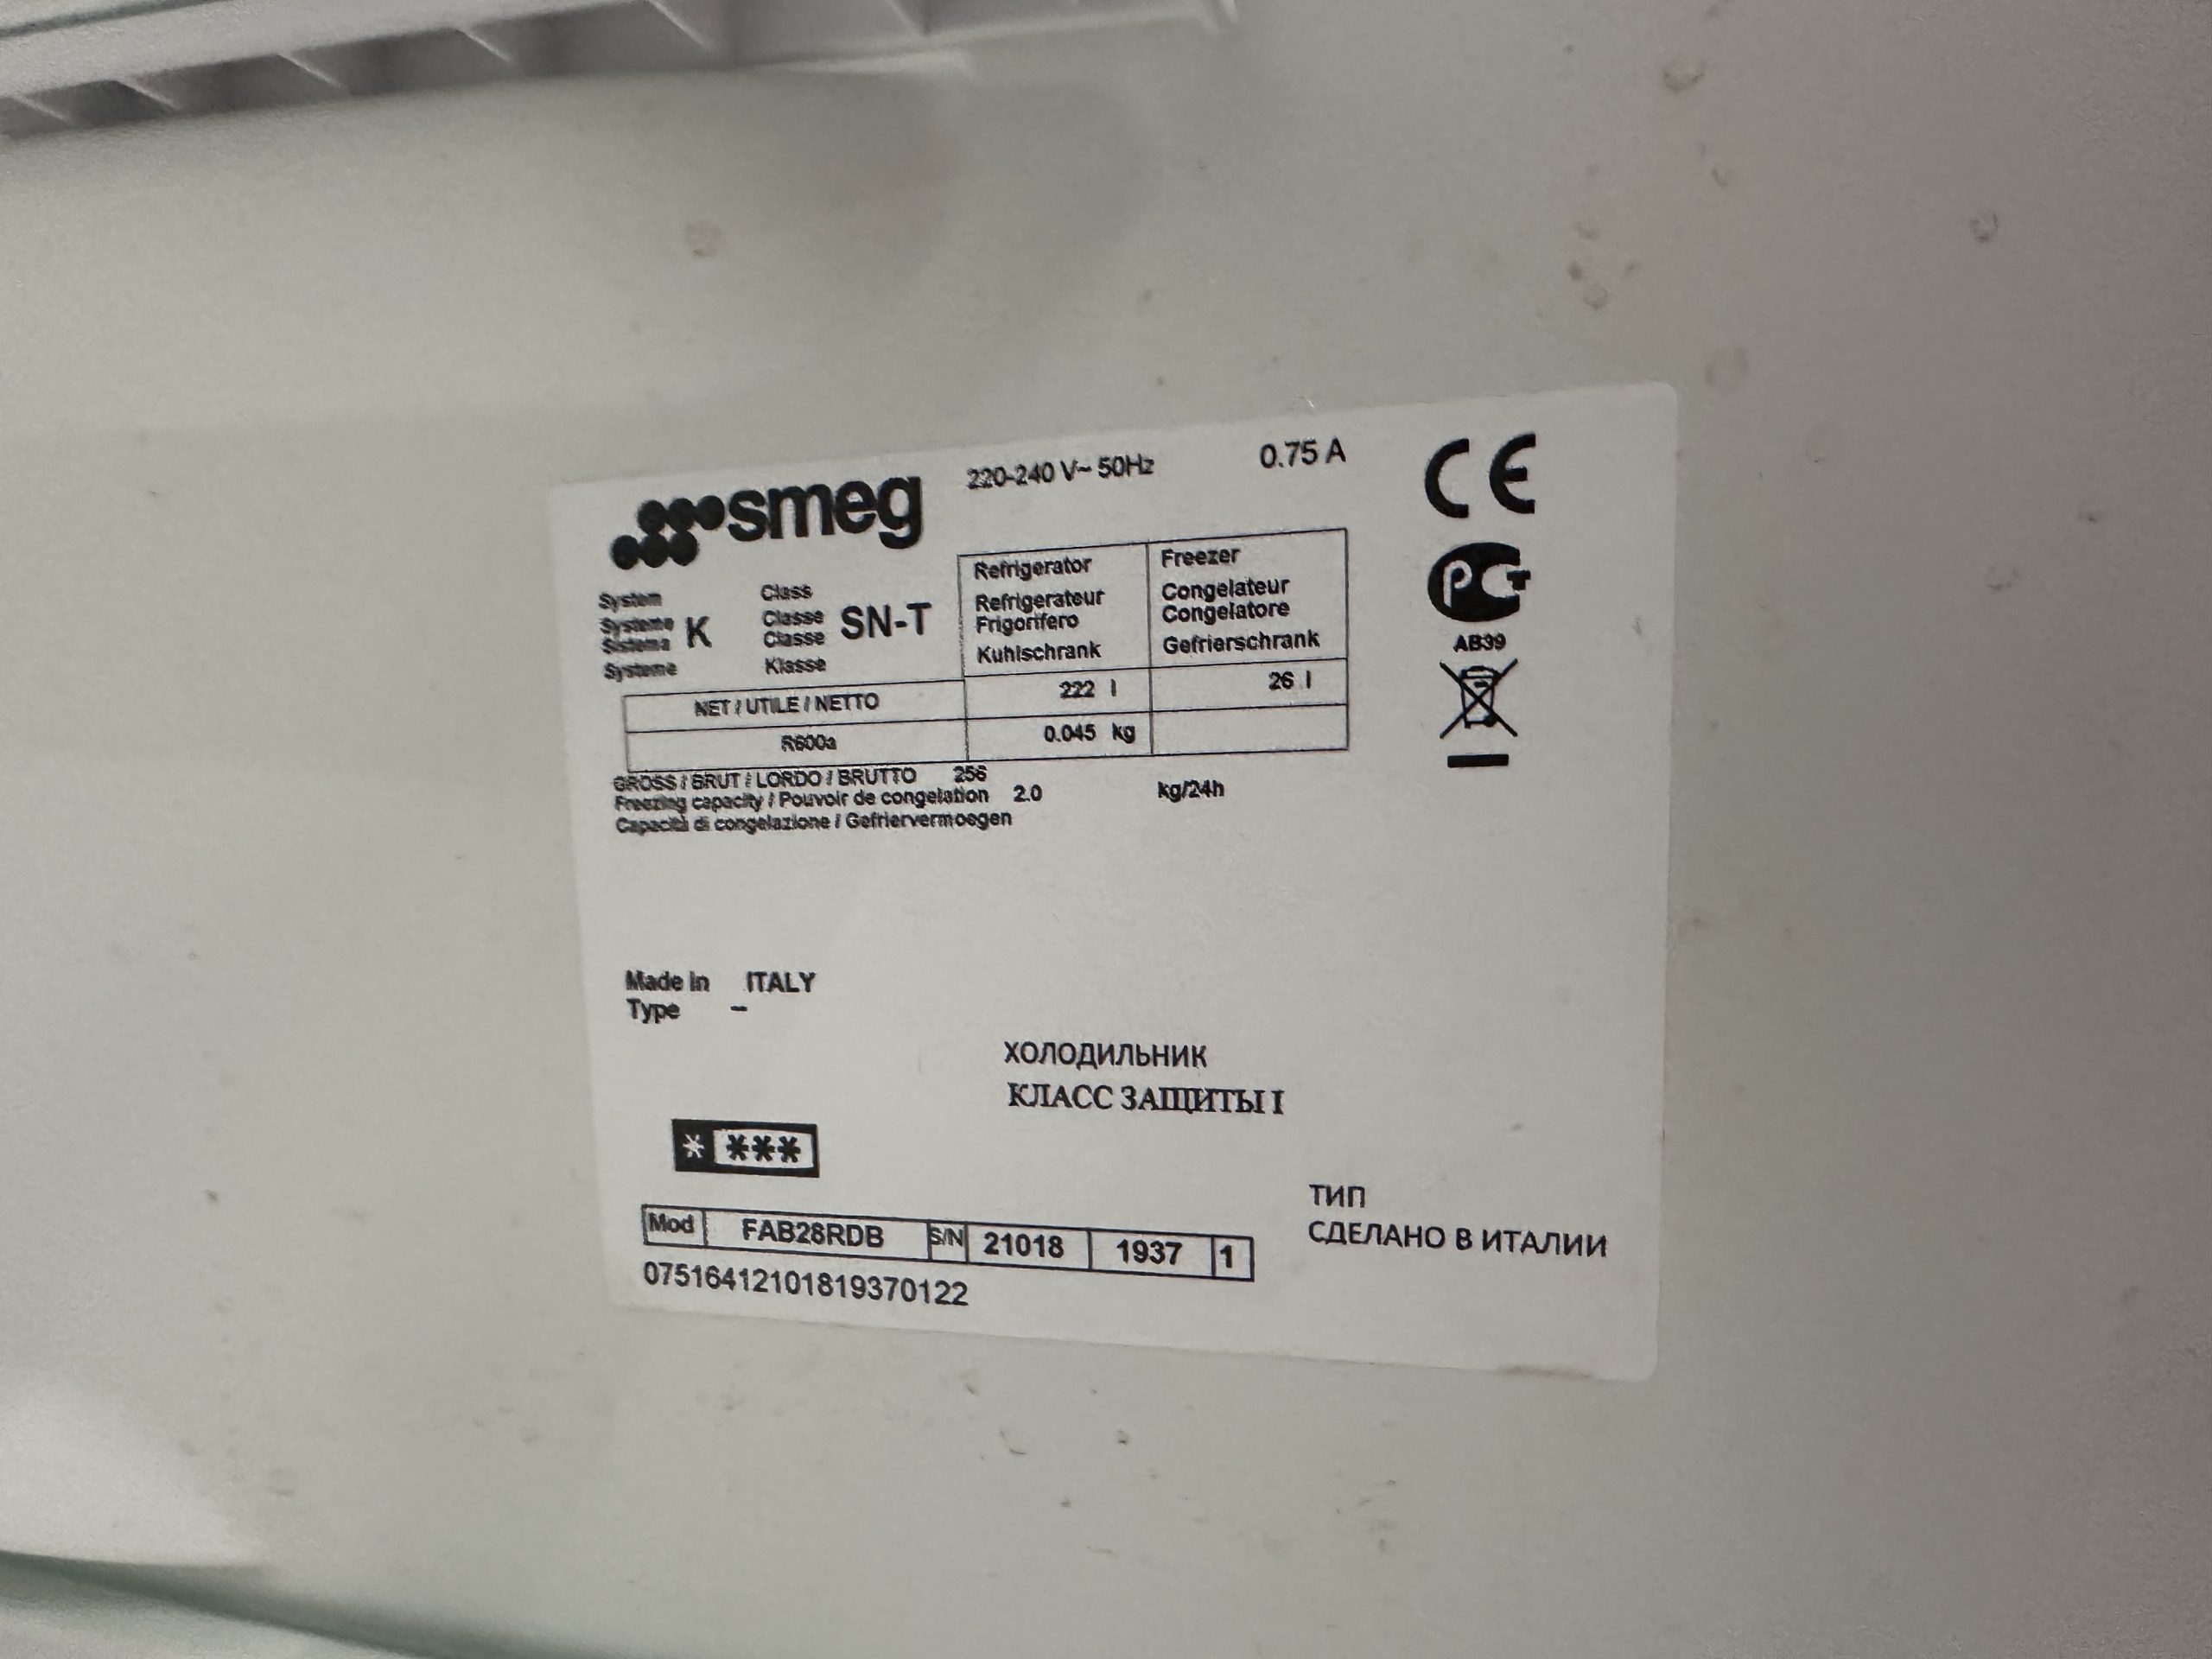 smeg
220-240 V~ 50Hz 0.75 A
CE
System
Systeme
Sistema
Systeme
K
Class
Classe
Classe
Klasse
SN-T
Refrigerator
Refrigerateur
Frigorifero
Kuhlschrank
Freezer
Congelateur
Congelatore
Gefrierschrank
PCT
AB39
NET / UTILE / NETTO 222 l 26 l
R600a 0.045 kg
GROSS / BRUT / LORDO / BRUTTO 256
Freezing capacity / Pouvoir de congelation 2.0 kg/24h
Capacità di congelazione / Gefriervermoegen
Made in ITALY
Type –
ХОЛОДИЛЬНИК
КЛАСС ЗАЩИТЫ I
* ***
Mod FAB28RDB S/N 21018 1937 1
07516412101819370122
ТИП
СДЕЛАНО В ИТАЛИИ